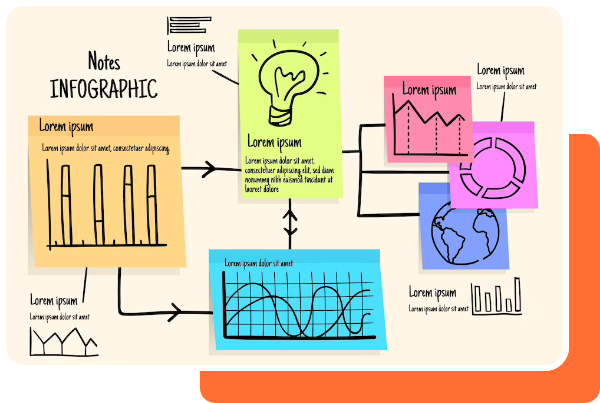 Notes
INFOGRAPHIC
Lorem ipsum
Lorem ipsum dolor sit amet
Lorem ipsum
Lorem ipsum dolor sit amet, consectetuer adipiscing.
Lorem ipsum
Lorem ipsum dolor sit amet,
consectetuer adipiscing elit, sed diam
nonummy nibh euismod tincidunt ut
laoreet dolore
Lorem ipsum
Lorem ipsum
Lorem ipsum dolor sit amet
Lorem ipsum dolor sit amet
Lorem ipsum
Lorem ipsum dolor sit amet
Lorem ipsum
Lorem ipsum dolor sit amet